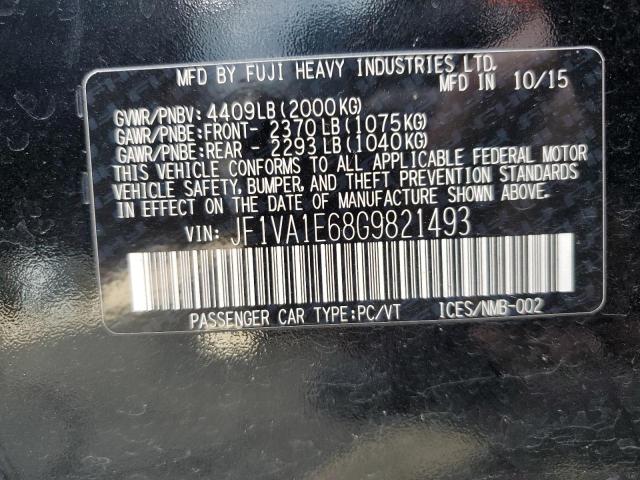 MFD BY FUJI HEAVY INDUSTRIES LTD.
MFD IN 10/15
GVWR/PNBV: 4409LB(2000KG)
GAWR/PNBE:FRONT- 2370LB(1075KG)
GAWR/PNBE:REAR - 2293LB(1040KG)
THIS VEHICLE CONFORMS TO ALL APPLICABLE FEDERAL MOTOR
VEHICLE SAFETY, BUMPER, AND THEFT PREVENTION STANDARDS
IN EFFECT ON THE DATE OF MANUFACTURE SHOWN ABOVE.
VIN: JF1VA1E68G9821493
PASSENGER CAR TYPE:PC/VT ICES/NMB-002